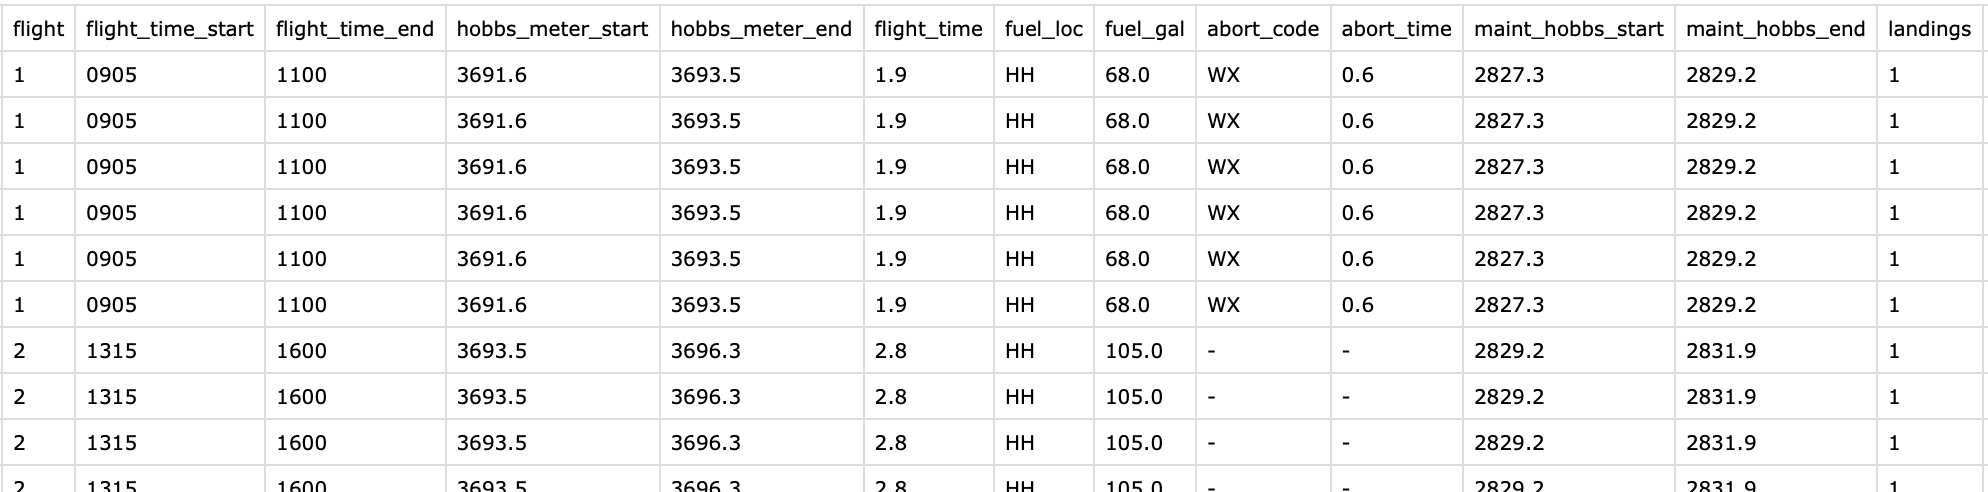 flight flight_time_start flight_time_end hobbs_meter_start hobbs_meter_end flight_time fuel_loc fuel_gal abort_code abort_time maint_hobbs_start maint_hobbs_end landings
1 0905 1100 3691.6 3693.5 1.9 HH 68.0 WX 0.6 2827.3 2829.2 1
1 0905 1100 3691.6 3693.5 1.9 HH 68.0 WX 0.6 2827.3 2829.2 1
1 0905 1100 3691.6 3693.5 1.9 HH 68.0 WX 0.6 2827.3 2829.2 1
1 0905 1100 3691.6 3693.5 1.9 HH 68.0 WX 0.6 2827.3 2829.2 1
1 0905 1100 3691.6 3693.5 1.9 HH 68.0 WX 0.6 2827.3 2829.2 1
1 0905 1100 3691.6 3693.5 1.9 HH 68.0 WX 0.6 2827.3 2829.2 1
2 1315 1600 3693.5 3696.3 2.8 HH 105.0 - - 2829.2 2831.9 1
2 1315 1600 3693.5 3696.3 2.8 HH 105.0 - - 2829.2 2831.9 1
2 1315 1600 3693.5 3696.3 2.8 HH 105.0 - - 2829.2 2831.9 1
2 1315 1600 3693.5 3696.3 2.8 HH 105.0 - - 2829.2 2831.9 1